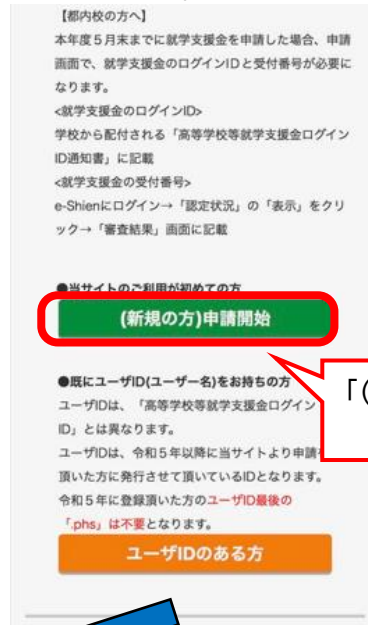 【都内校の方へ】
本年度５月末までに就学支援金を申請した場合、申請
画面で、就学支援金のログインIDと受付番号が必要に
なります。
<就学支援金のログインID>
学校から配付される「高等学校等就学支援金ログイン
ID通知書」に記載
<就学支援金の受付番号>
e-Shienにログイン→「認定状況」の「表示」をクリ
ック→「審査結果」画面に記載
●当サイトのご利用が初めての方
(新規の方)申請開始
「(
●既にユーザID(ユーザー名)をお持ちの方
ユーザIDは、「高等学校等就学支援金ログイン
ID」とは異なります。
ユーザIDは、令和５年以降に当サイトより申請
頂いた方に発行させて頂いているIDとなります。
令和５年に登録頂いた方のユーザID最後の
「.phs」は不要となります。
ユーザIDのある方